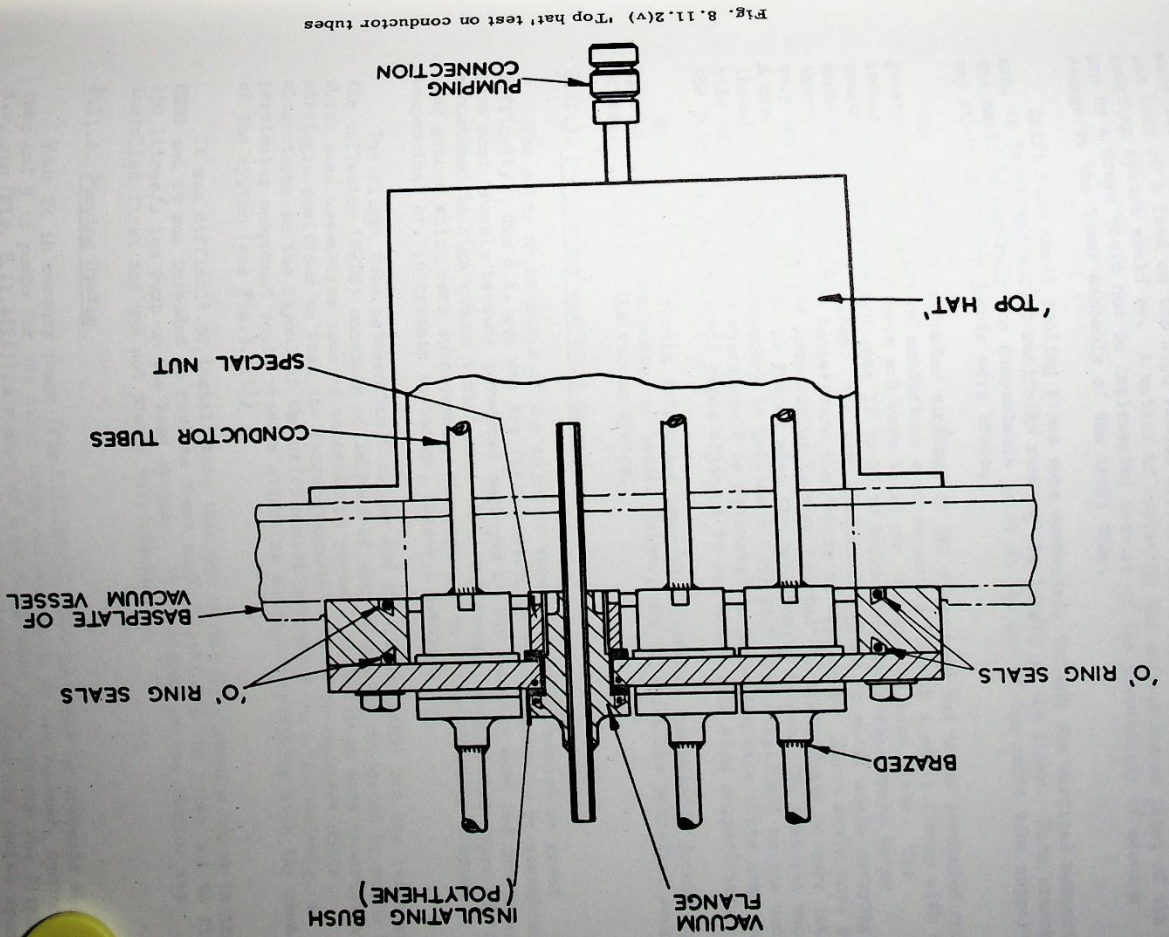 VACUUM
FLANGE
INSULATING BUSH
(POLYTHENE)
BRAZED
'O' RING SEALS
'O' RING SEALS
BASEPLATE OF
VACUUM VESSEL
CONDUCTOR TUBES
SPECIAL NUT
'TOP HAT'
PUMPING
CONNECTION
Fig. 8.11.2(v) 'Top hat' test on conductor tubes